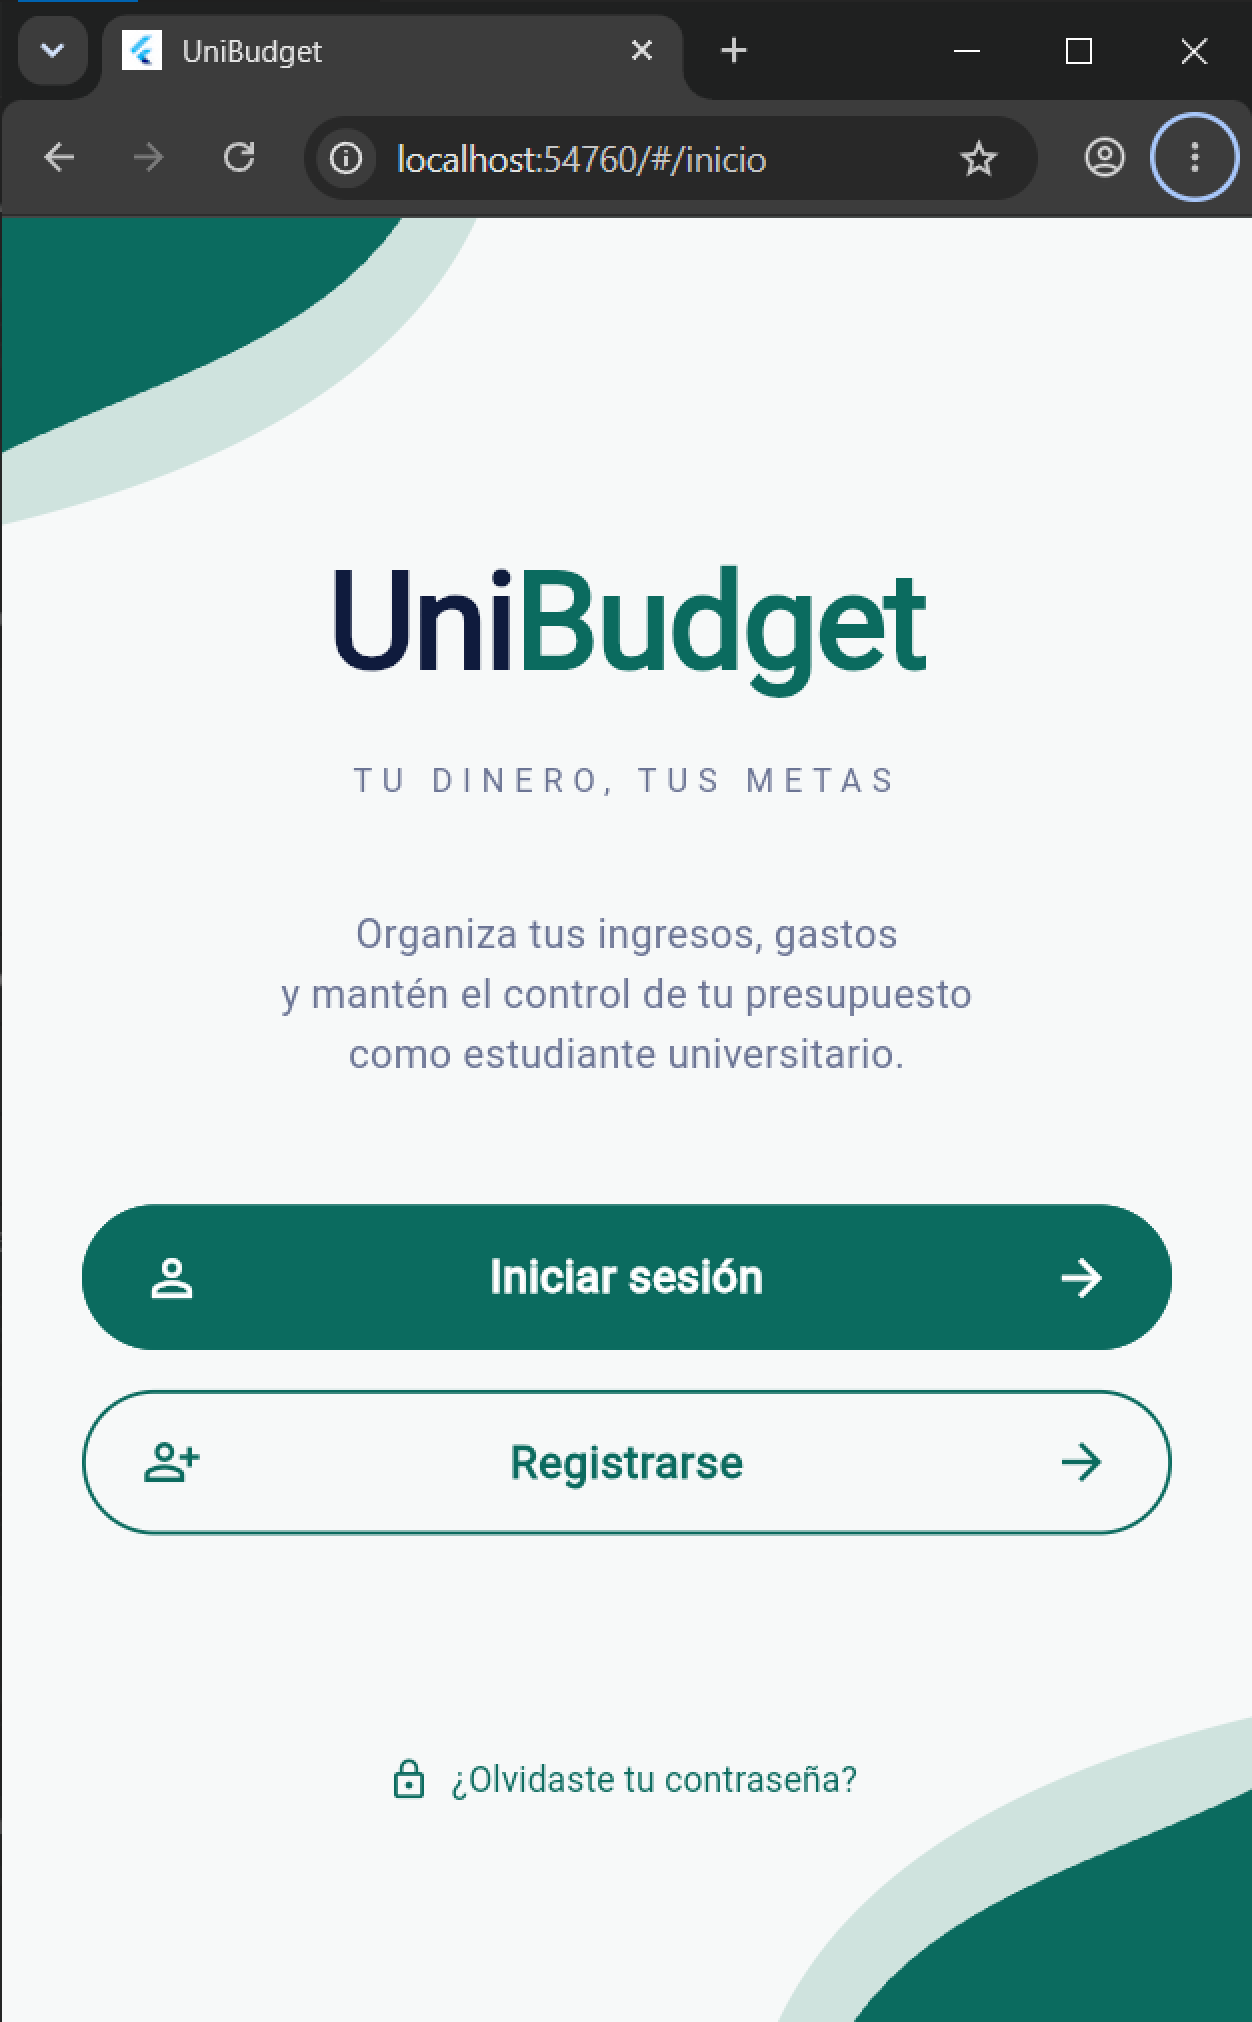 UniBudget
localhost:54760/#/inicio
UniBudget
TU DINERO, TUS METAS
Organiza tus ingresos, gastos
y mantén el control de tu presupuesto
como estudiante universitario.
Iniciar sesión
Registrarse
¿Olvidaste tu contraseña?